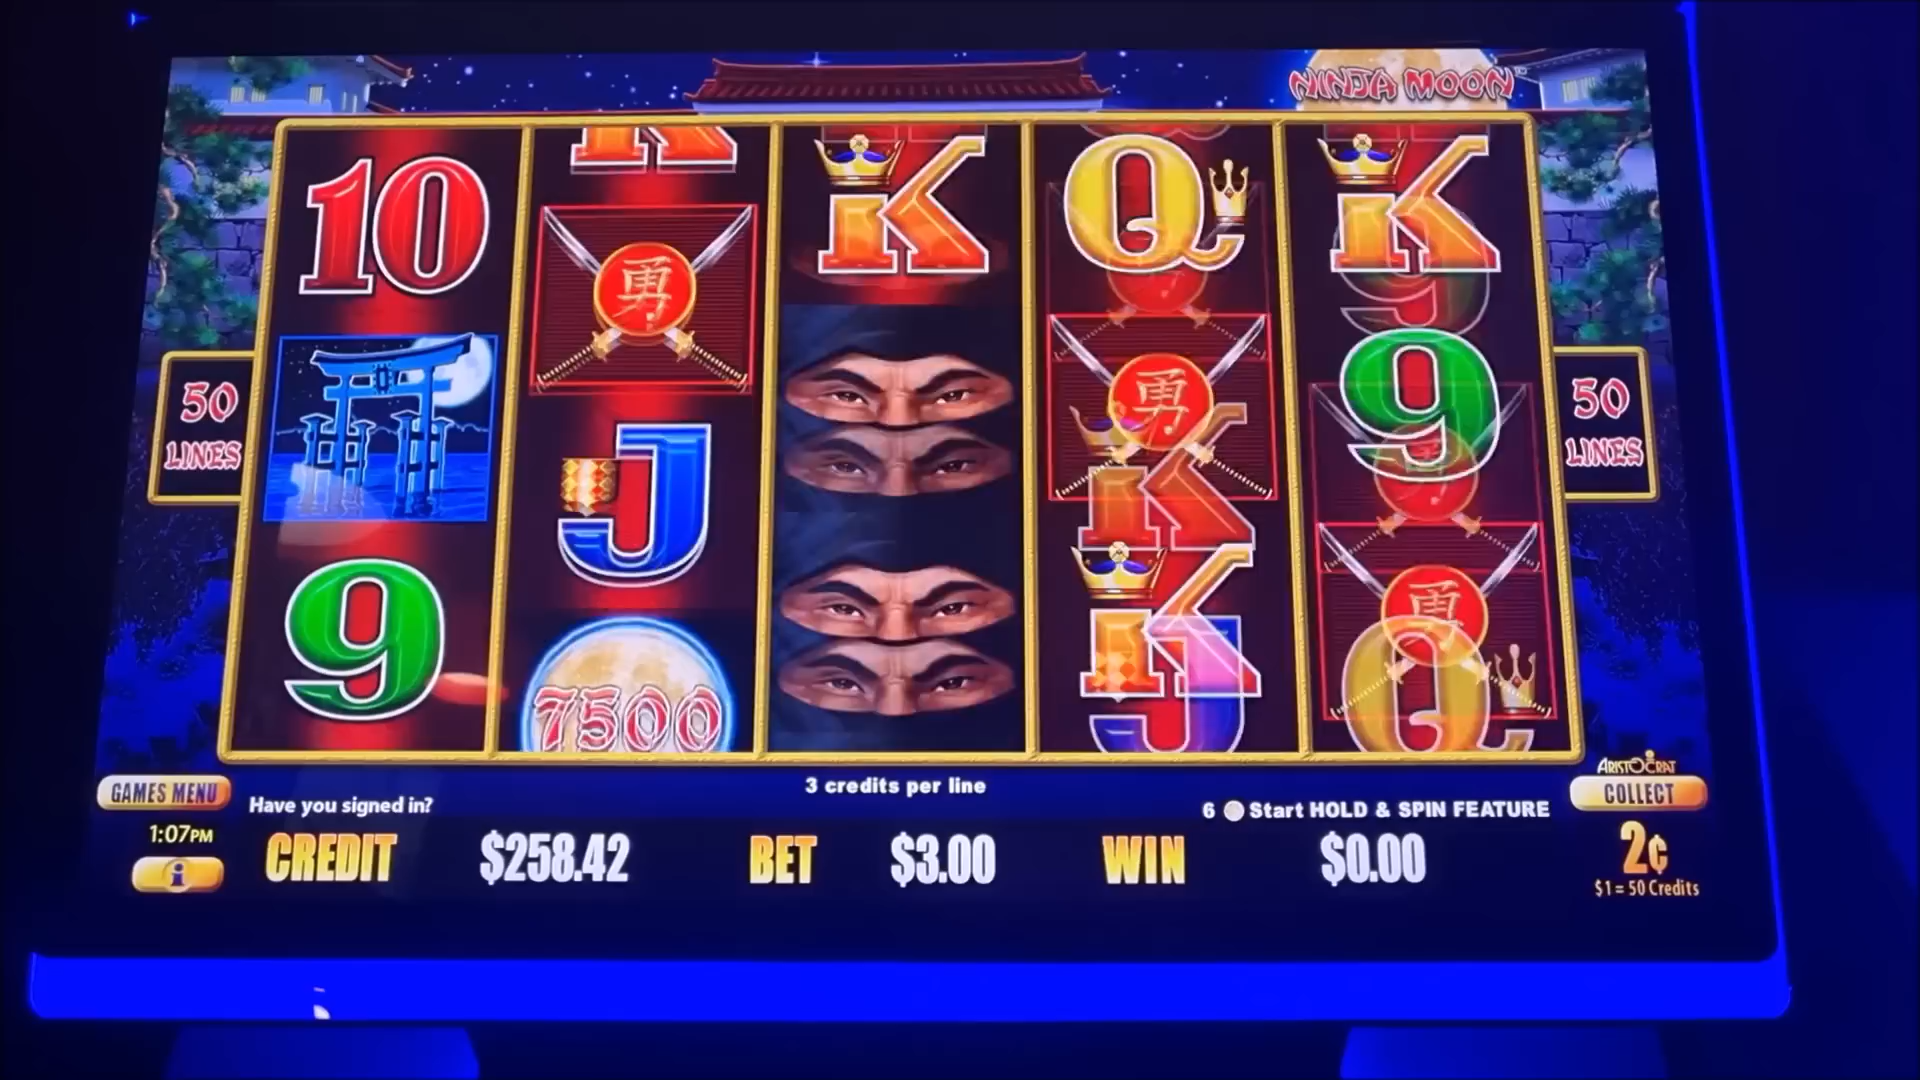 NINJA MOON™
10
K
Q
K
勇
50
LINES
勇
9
50
LINES
J
K
K
勇
9
7500
J
Q
GAMES MENU
Have you signed in?
3 credits per line
6 Start HOLD & SPIN FEATURE
ARISTOCRAT
COLLECT
1:07PM
i
CREDIT $258.42 BET $3.00 WIN $0.00
2¢
$1=50 Credits